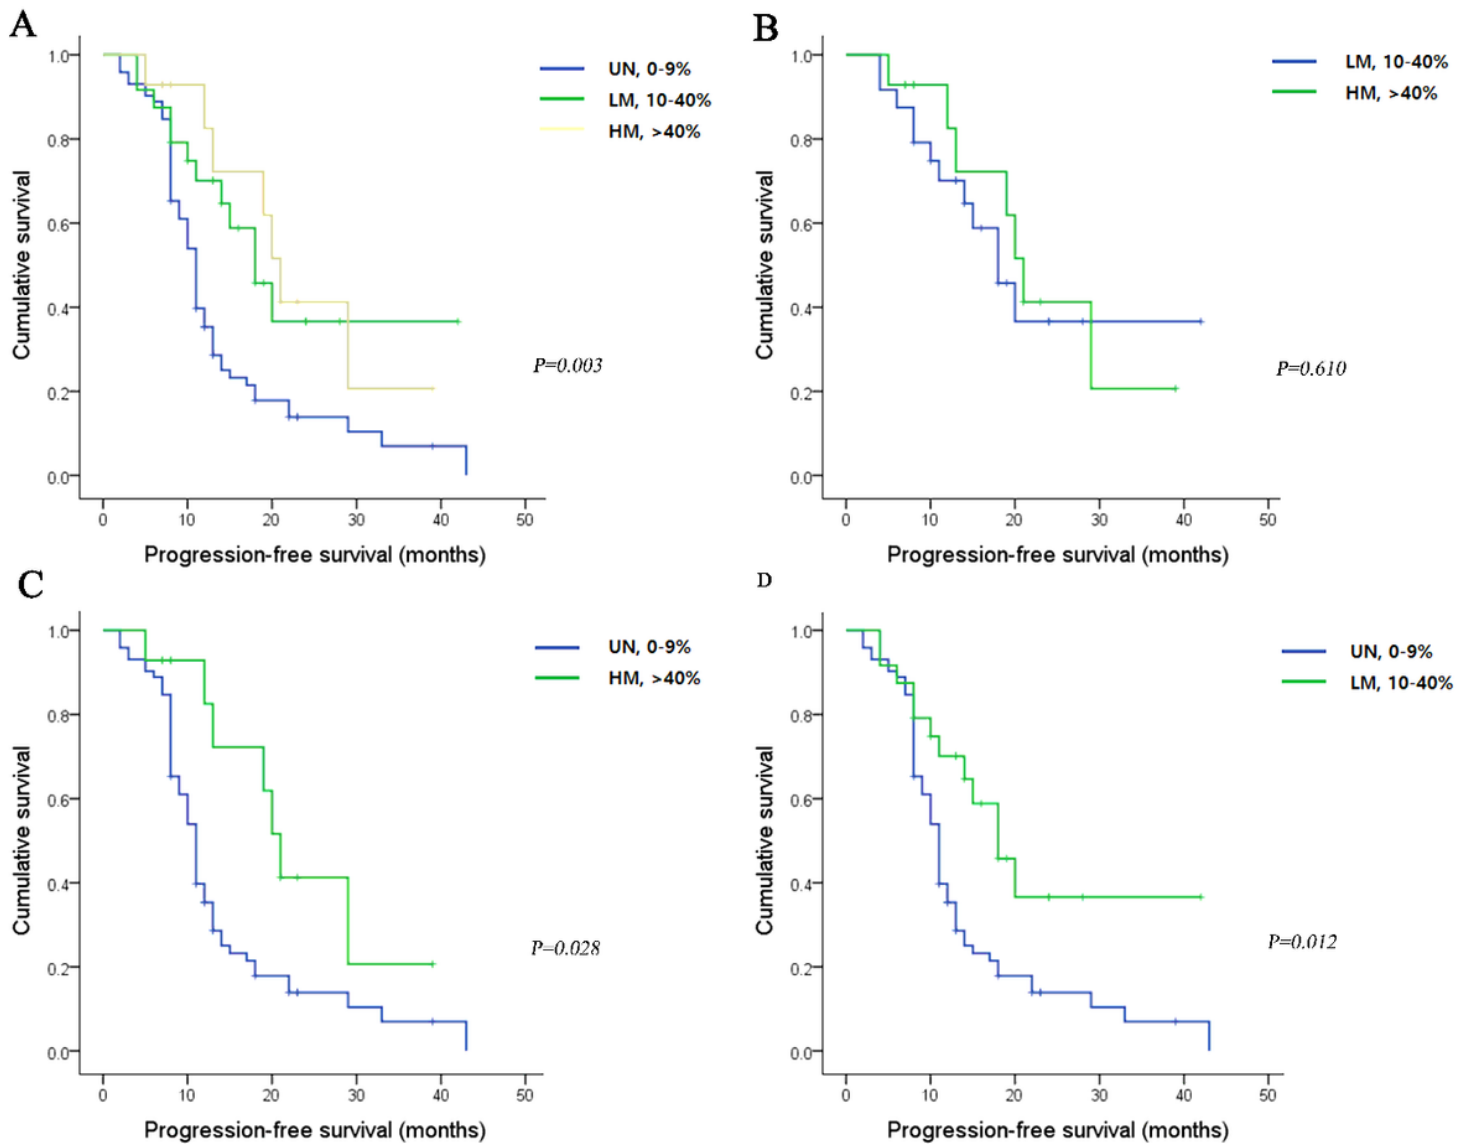 A
UN, 0-9%
LM, 10-40%
HM, >40%
Cumulative survival
1.0
0.8
0.6
0.4
0.2
0.0
P=0.003
0 10 20 30 40 50
Progression-free survival (months)
B
LM, 10-40%
HM, >40%
Cumulative survival
1.0
0.8
0.6
0.4
0.2
0.0
P=0.610
0 10 20 30 40 50
Progression-free survival (months)
C
UN, 0-9%
HM, >40%
Cumulative survival
1.0
0.8
0.6
0.4
0.2
0.0
P=0.028
0 10 20 30 40 50
Progression-free survival (months)
D
UN, 0-9%
LM, 10-40%
Cumulative survival
1.0
0.8
0.6
0.4
0.2
0.0
P=0.012
0 10 20 30 40 50
Progression-free survival (months)